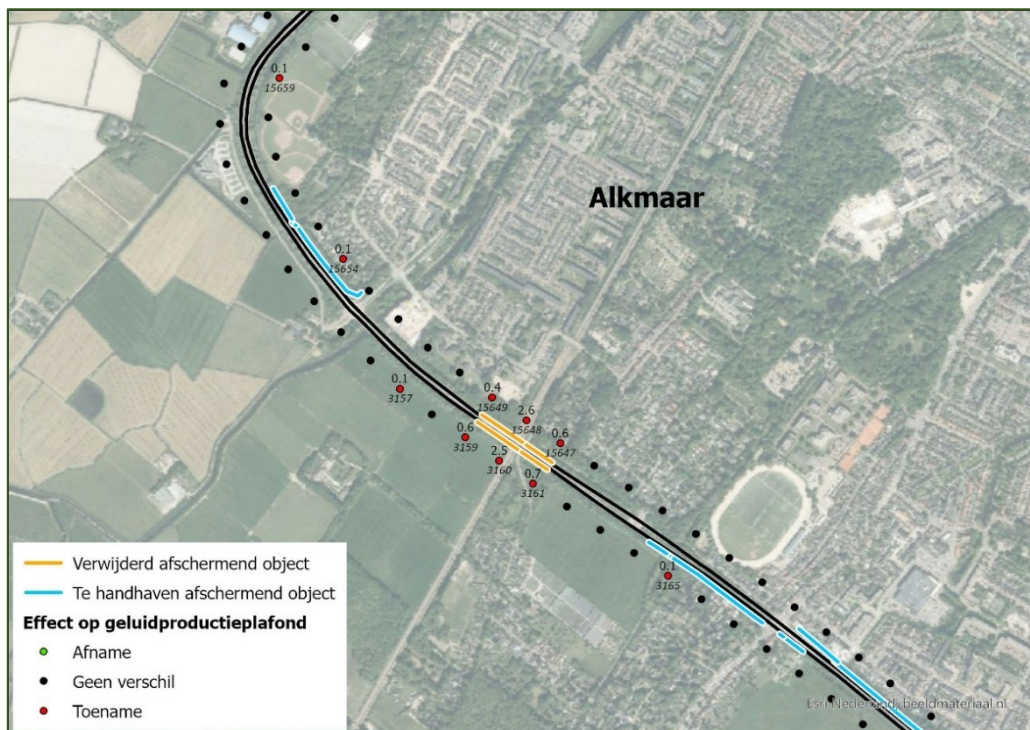 0.1
15659
Alkmaar
0.1
15654
0.1
3157
0.4
15649
2.6
15648
0.6
15647
0.6
3159
2.5
3160
0.7
3161
0.1
3165
Verwijderd afschermend object
Te handhaven afschermend object
Effect op geluidproductieplafond
Afname
Geen verschil
Toename
Esri Nederland, beeldmateriaal.nl